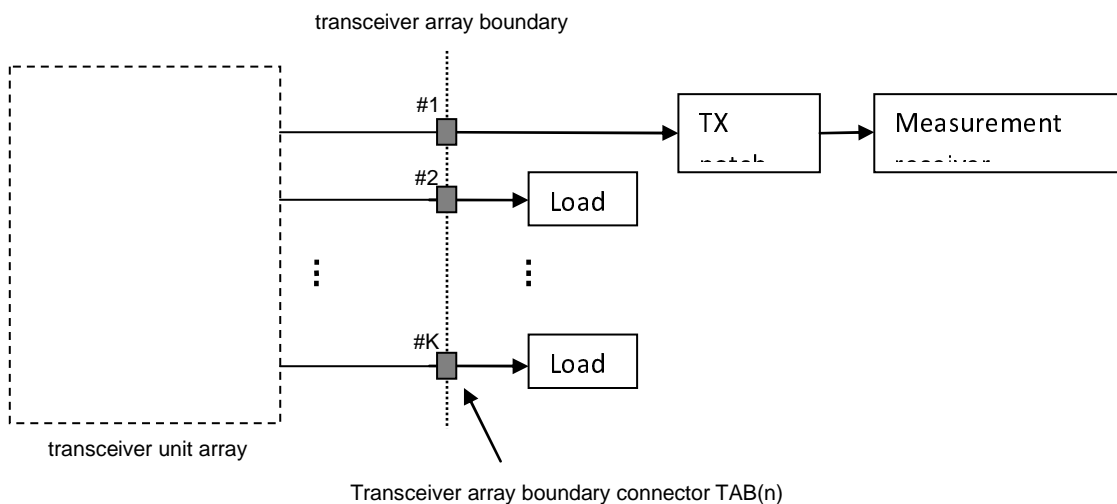 transceiver array boundary
#1
TX
Measurement
#2
Load
#K
Load
transceiver unit array
Transceiver array boundary connector TAB(n)